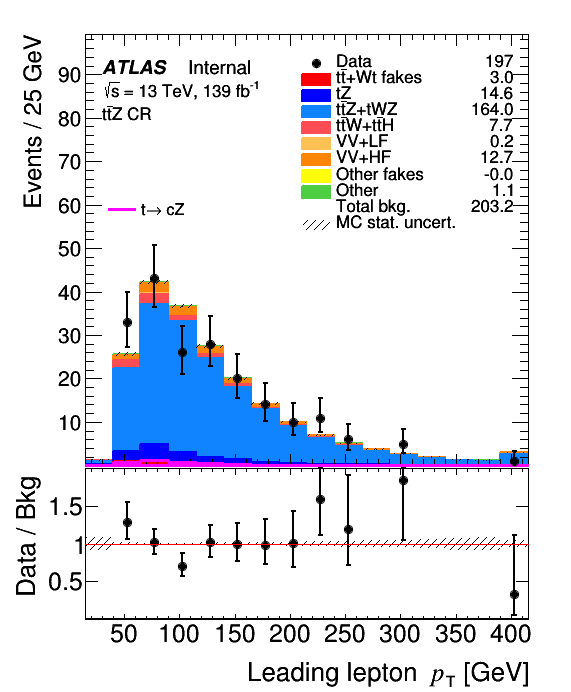 ATLAS Internal
√s = 13 TeV, 139 fb⁻¹
tt̄Z CR
t→ cZ
Data 197
tt̄+Wt fakes 3.0
tZ 14.6
tt̄Z+tWZ 164.0
tt̄W+tt̄H 7.7
VV+LF 0.2
VV+HF 12.7
Other fakes -0.0
Other 1.1
Total bkg. 203.2
MC stat. uncert.
Events / 25 GeV
90
80
70
60
50
40
30
20
10
Data / Bkg
1.5
1
0.5
50 100 150 200 250 300 350 400
Leading lepton p_T [GeV]